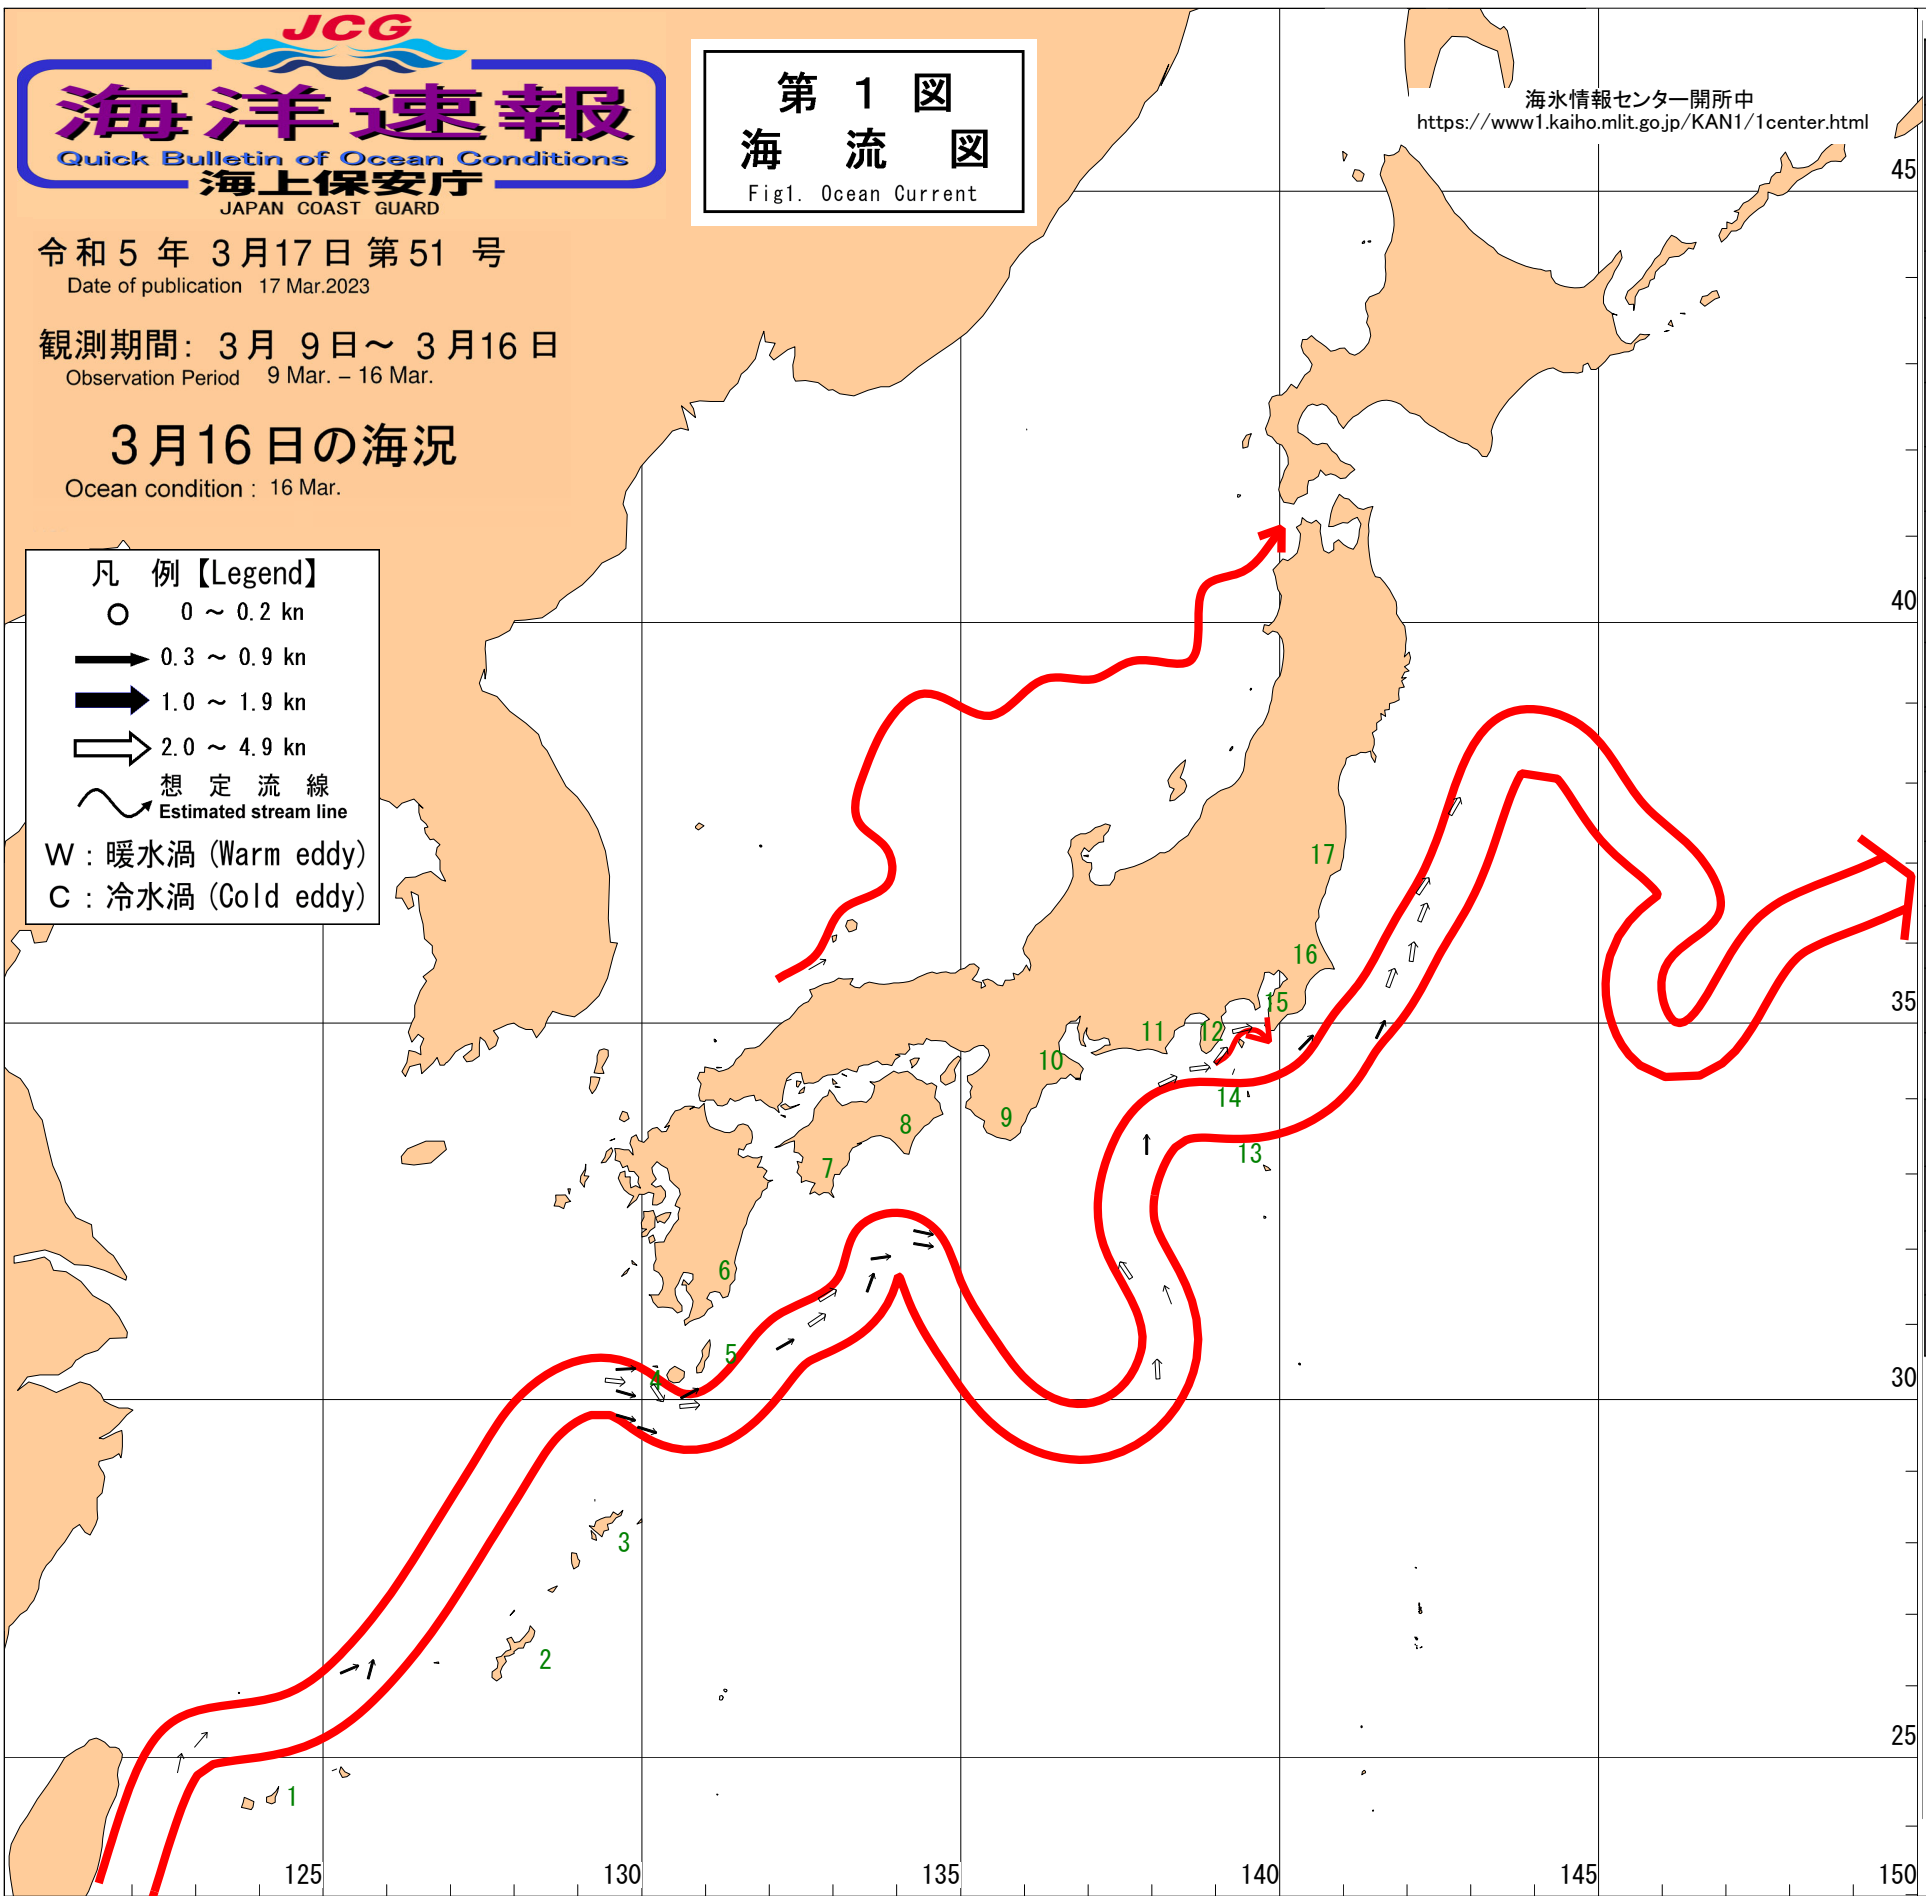 JCG
海洋速報
Quick Bulletin of Ocean Conditions
海上保安庁
JAPAN COAST GUARD
令和 5 年 3月17日 第51 号
Date of publication 17 Mar.2023
観測期間: 3月 9日～ 3月16日
Observation Period 9 Mar. – 16 Mar.
3月16日の海況
Ocean condition : 16 Mar.
第 1 図
海 流 図
Fig1. Ocean Current
海氷情報センター開所中
https://www1.kaiho.mlit.go.jp/KAN1/1center.html
凡 例【Legend】
0 ～ 0.2 kn
0.3 ～ 0.9 kn
1.0 ～ 1.9 kn
2.0 ～ 4.9 kn
想 定 流 線
Estimated stream line
W : 暖水渦 (Warm eddy)
C : 冷水渦 (Cold eddy)
45
40
35
30
25
17
16
15
12
11
10
14
13
9
8
7
6
5
4
3
2
1
125
130
135
140
145
150